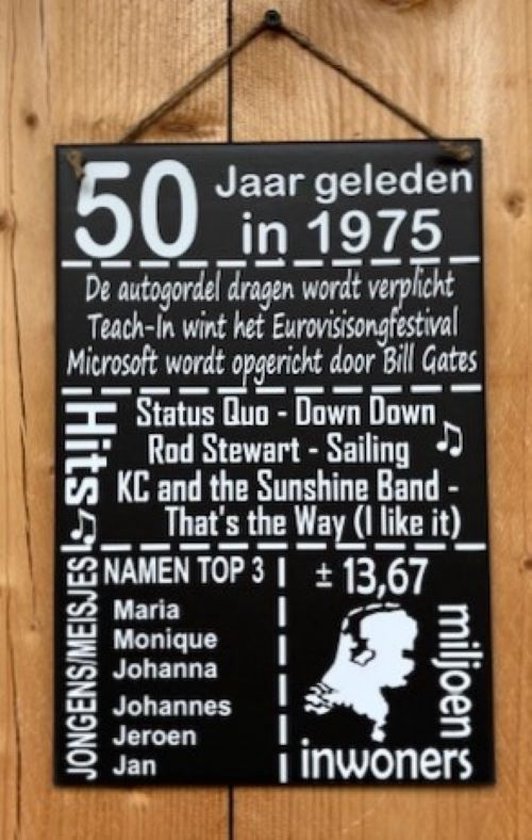 50 Jaar geleden
in 1975
De autogordel dragen wordt verplicht
Teach-In wint het Eurovisisongfestival
Microsoft wordt opgericht door Bill Gates
Hits
Status Quo - Down Down
Rod Stewart - Sailing
KC and the Sunshine Band -
That's the Way (I like it)
JONGENS/MEISJES
NAMEN TOP 3
Maria
Monique
Johanna
Johannes
Jeroen
Jan
± 13,67
miljoen
inwoners